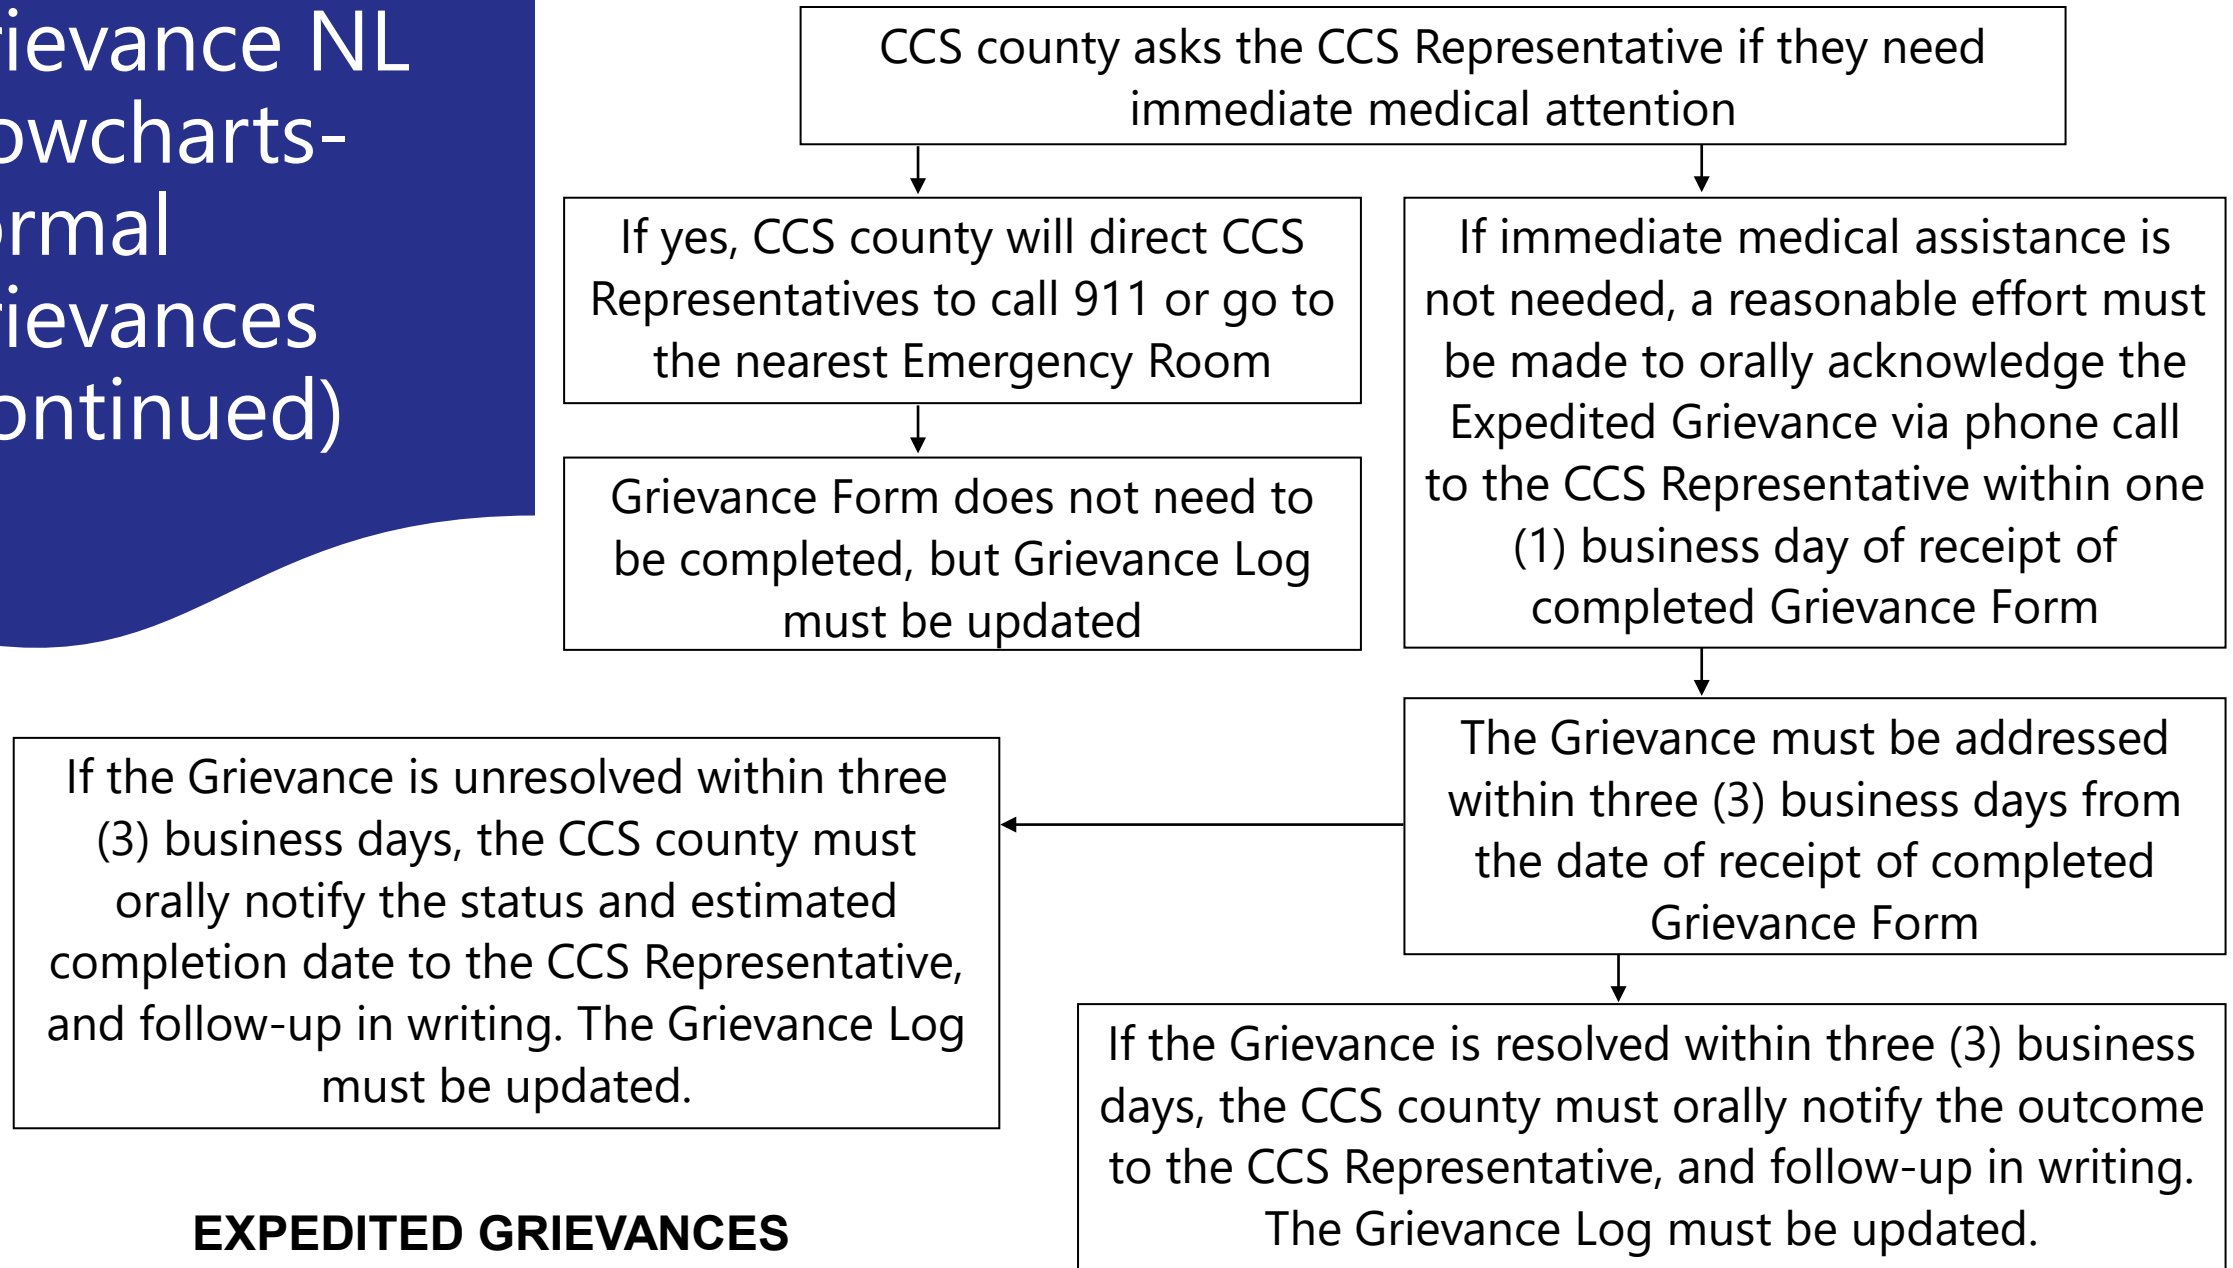 rievance NL
owcharts-
ormal
rievances
ontinued)
CCS county asks the CCS Representative if they need
immediate medical attention
If yes, CCS county will direct CCS
Representatives to call 911 or go to
the nearest Emergency Room
If immediate medical assistance is
not needed, a reasonable effort must
be made to orally acknowledge the
Expedited Grievance via phone call
to the CCS Representative within one
(1) business day of receipt of
completed Grievance Form
Grievance Form does not need to
be completed, but Grievance Log
must be updated
The Grievance must be addressed
within three (3) business days from
the date of receipt of completed
Grievance Form
If the Grievance is unresolved within three
(3) business days, the CCS county must
orally notify the status and estimated
completion date to the CCS Representative,
and follow-up in writing. The Grievance Log
must be updated.
If the Grievance is resolved within three (3) business
days, the CCS county must orally notify the outcome
to the CCS Representative, and follow-up in writing.
The Grievance Log must be updated.
EXPEDITED GRIEVANCES